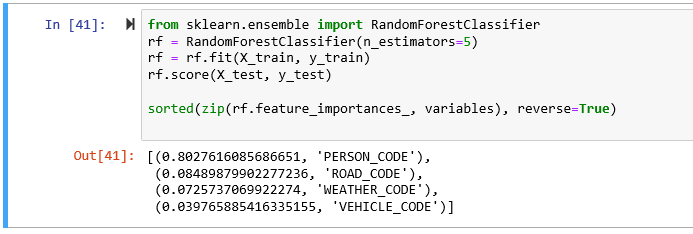 In [41]:
from sklearn.ensemble import RandomForestClassifier
rf = RandomForestClassifier(n_estimators=5)
rf = rf.fit(X_train, y_train)
rf.score(X_test, y_test)
sorted(zip(rf.feature_importances_, variables), reverse=True)
Out[41]:
[(0.8027616085686651, 'PERSON_CODE'),
(0.08489879902277236, 'ROAD_CODE'),
(0.0725737069922274, 'WEATHER_CODE'),
(0.039765885416335155, 'VEHICLE_CODE')]